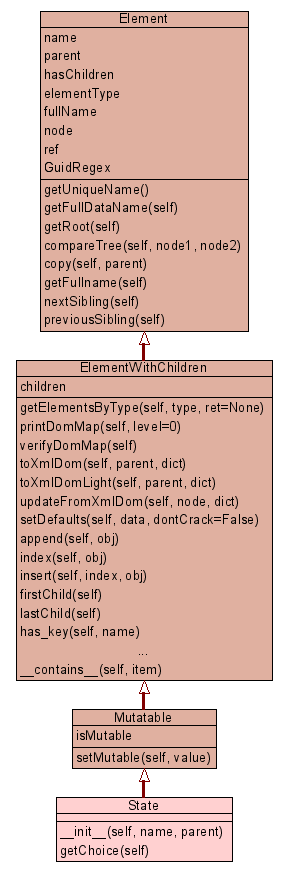 Element
name
parent
hasChildren
elementType
fullName
node
ref
GuidRegex
getUniqueName()
getFullDataName(self)
getRoot(self)
compareTree(self, node1, node2)
copy(self, parent)
getFullname(self)
nextSibling(self)
previousSibling(self)
ElementWithChildren
children
getElementsByType(self, type, ret=None)
printDomMap(self, level=0)
verifyDomMap(self)
toXmlDom(self, parent, dict)
toXmlDomLight(self, parent, dict)
updateFromXmlDom(self, node, dict)
setDefaults(self, data, dontCrack=False)
append(self, obj)
index(self, obj)
insert(self, index, obj)
firstChild(self)
lastChild(self)
has_key(self, name)
...
__contains__(self, item)
Mutatable
isMutable
setMutable(self, value)
State
__init__(self, name, parent)
getChoice(self)